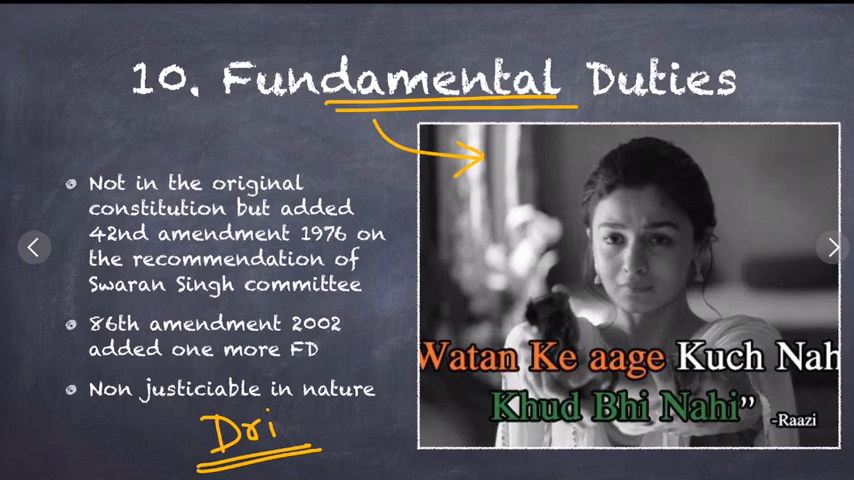 10. Fundamental Duties
Not in the original
constitution but added
42nd amendment 1976 on
the recommendation of
Swaran Singh committee
86th amendment 2002
added one more FD
Non justiciable in nature
Dri
Watan Ke aage Kuch Nah
Khud Bhi Nahi”
-Raazi